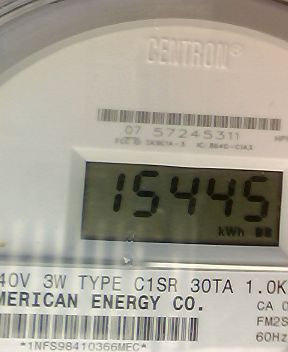 CENTRON®
07 57245311
15445
kWh
40V 3W TYPE C1SR 30TA 1.0K
MERICAN ENERGY CO.
CA 0
FM2S
60Hz
*1NFS98410366MEC*